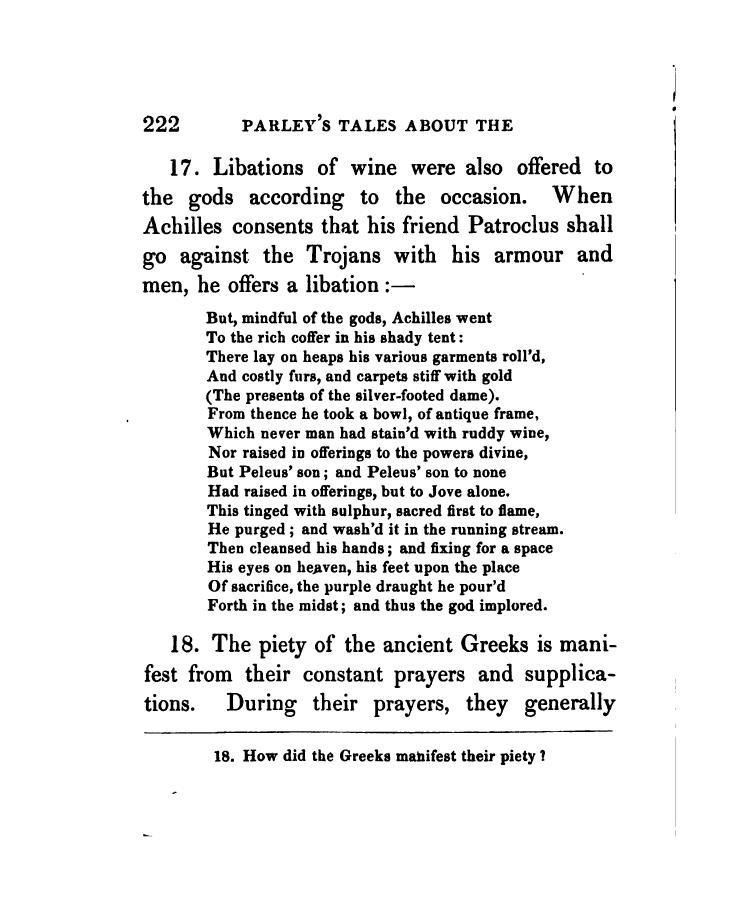 222 PARLEY'S TALES ABOUT THE
17. Libations of wine were also offered to
the gods according to the occasion. When
Achilles consents that his friend Patroclus shall
go against the Trojans with his armour and
men, he offers a libation :—
But, mindful of the gods, Achilles went
To the rich coffer in his shady tent:
There lay on heaps his various garments roll'd,
And costly furs, and carpets stiff with gold
(The presents of the silver-footed dame).
From thence he took a bowl, of antique frame,
Which never man had stain'd with ruddy wine,
Nor raised in offerings to the powers divine,
But Peleus' son; and Peleus' son to none
Had raised in offerings, but to Jove alone.
This tinged with sulphur, sacred first to flame,
He purged; and wash'd it in the running stream.
Then cleansed his hands; and fixing for a space
His eyes on heaven, his feet upon the place
Of sacrifice, the purple draught he pour'd
Forth in the midst; and thus the god implored.
18. The piety of the ancient Greeks is mani-
fest from their constant prayers and supplica-
tions. During their prayers, they generally
18. How did the Greeks manifest their piety?